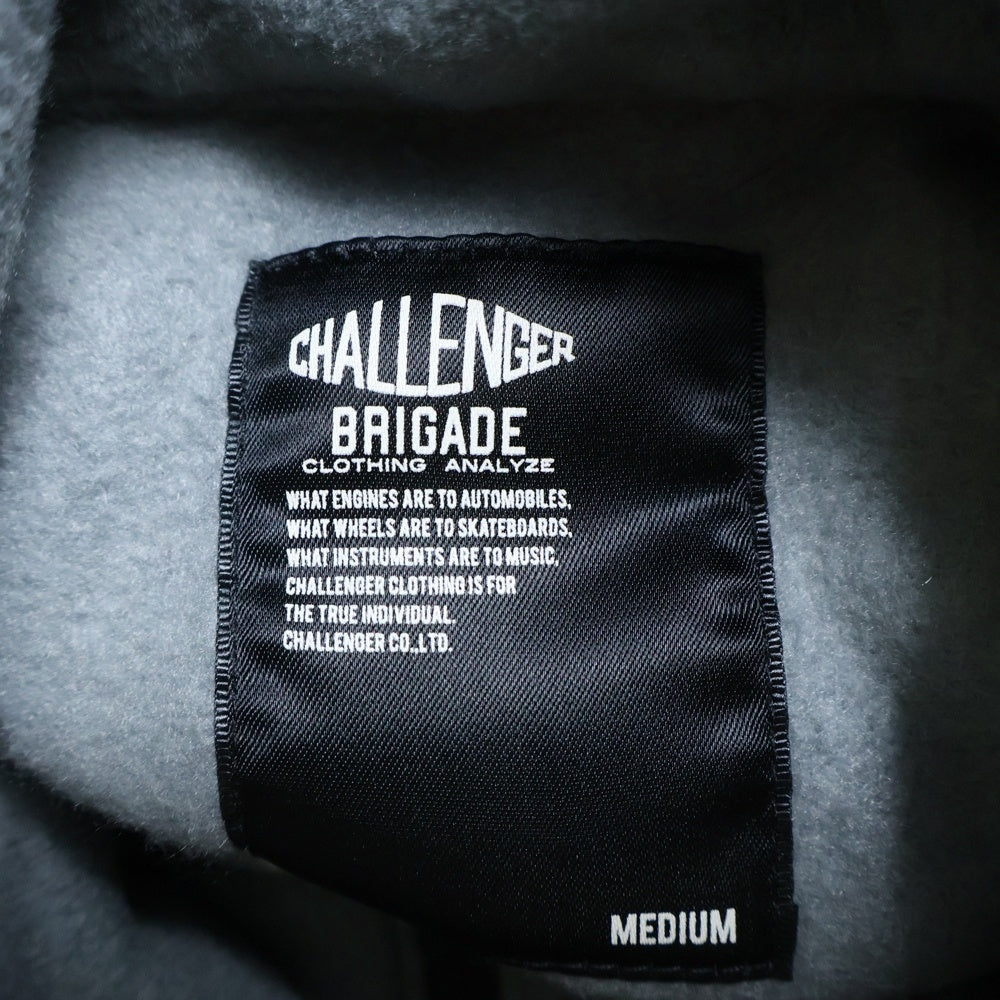 CHALLENGER
BRIGADE
CLOTHING ANALYZE
WHAT ENGINES ARE TO AUTOMOBILES,
WHAT WHEELS ARE TO SKATEBOARDS,
WHAT INSTRUMENTS ARE TO MUSIC,
CHALLENGER CLOTHING IS FOR
THE TRUE INDIVIDUAL.
CHALLENGER CO.,LTD.
MEDIUM